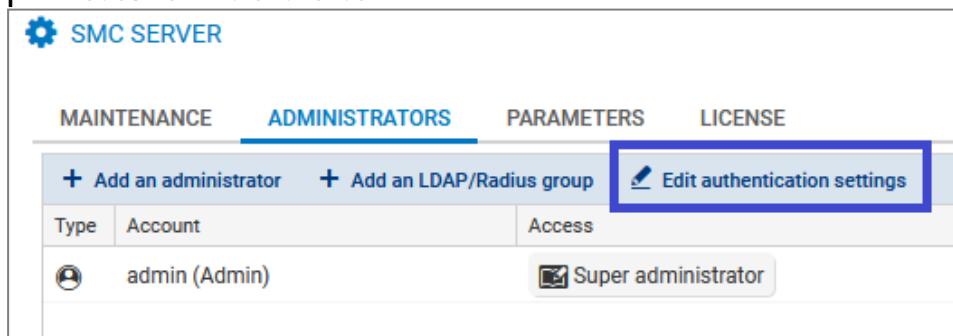 SMC SERVER
MAINTENANCE ADMINISTRATORS PARAMETERS LICENSE
+ Add an administrator + Add an LDAP/Radius group Edit authentication settings
Type Account Access
admin (Admin) Super administrator